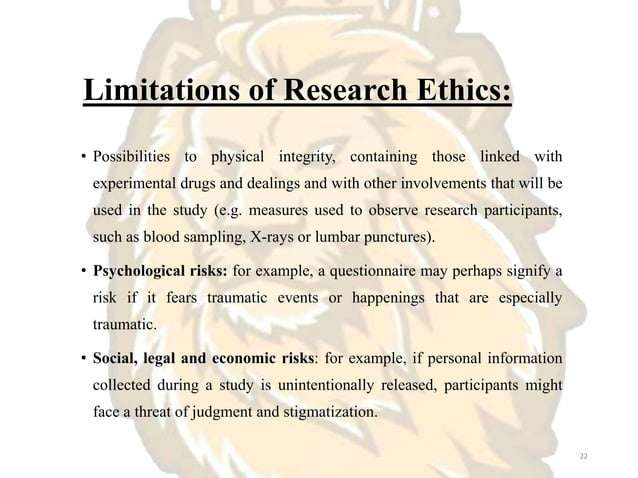 Limitations of Research Ethics:
• Possibilities to physical integrity, containing those linked with
experimental drugs and dealings and with other involvements that will be
used in the study (e.g. measures used to observe research participants,
such as blood sampling, X-rays or lumbar punctures).
• Psychological risks: for example, a questionnaire may perhaps signify a
risk if it fears traumatic events or happenings that are especially
traumatic.
• Social, legal and economic risks: for example, if personal information
collected during a study is unintentionally released, participants might
face a threat of judgment and stigmatization.
22